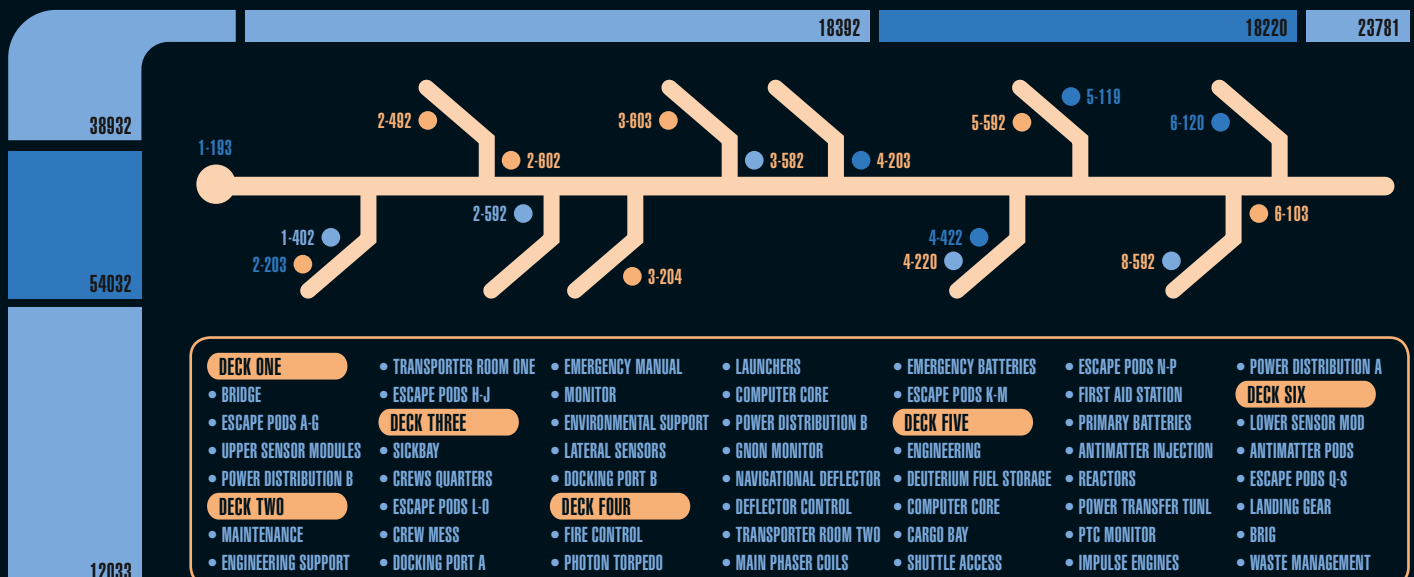 18392
18220
23781
38932
54032
12033
1-193
2-492
2-602
3-603
3-582
4-203
5-592
5-119
6-120
1-402
2-203
2-592
3-204
4-422
4-220
8-592
6-103
DECK ONE
BRIDGE
ESCAPE PODS A-G
UPPER SENSOR MODULES
POWER DISTRIBUTION B
DECK TWO
MAINTENANCE
ENGINEERING SUPPORT
TRANSPORTER ROOM ONE
ESCAPE PODS H-J
DECK THREE
SICKBAY
CREWS QUARTERS
ESCAPE PODS L-O
CREW MESS
DOCKING PORT A
EMERGENCY MANUAL
MONITOR
ENVIRONMENTAL SUPPORT
LATERAL SENSORS
DOCKING PORT B
DECK FOUR
FIRE CONTROL
PHOTON TORPEDO
LAUNCHERS
COMPUTER CORE
POWER DISTRIBUTION B
GNON MONITOR
NAVIGATIONAL DEFLECTOR
DEFLECTOR CONTROL
TRANSPORTER ROOM TWO
MAIN PHASER COILS
EMERGENCY BATTERIES
ESCAPE PODS K-M
DECK FIVE
ENGINEERING
DEUTERIUM FUEL STORAGE
COMPUTER CORE
CARGO BAY
SHUTTLE ACCESS
ESCAPE PODS N-P
FIRST AID STATION
PRIMARY BATTERIES
ANTIMATTER INJECTION
REACTORS
POWER TRANSFER TUNL
PTC MONITOR
IMPULSE ENGINES
POWER DISTRIBUTION A
DECK SIX
LOWER SENSOR MOD
ANTIMATTER PODS
ESCAPE PODS Q-S
LANDING GEAR
BRIG
WASTE MANAGEMENT